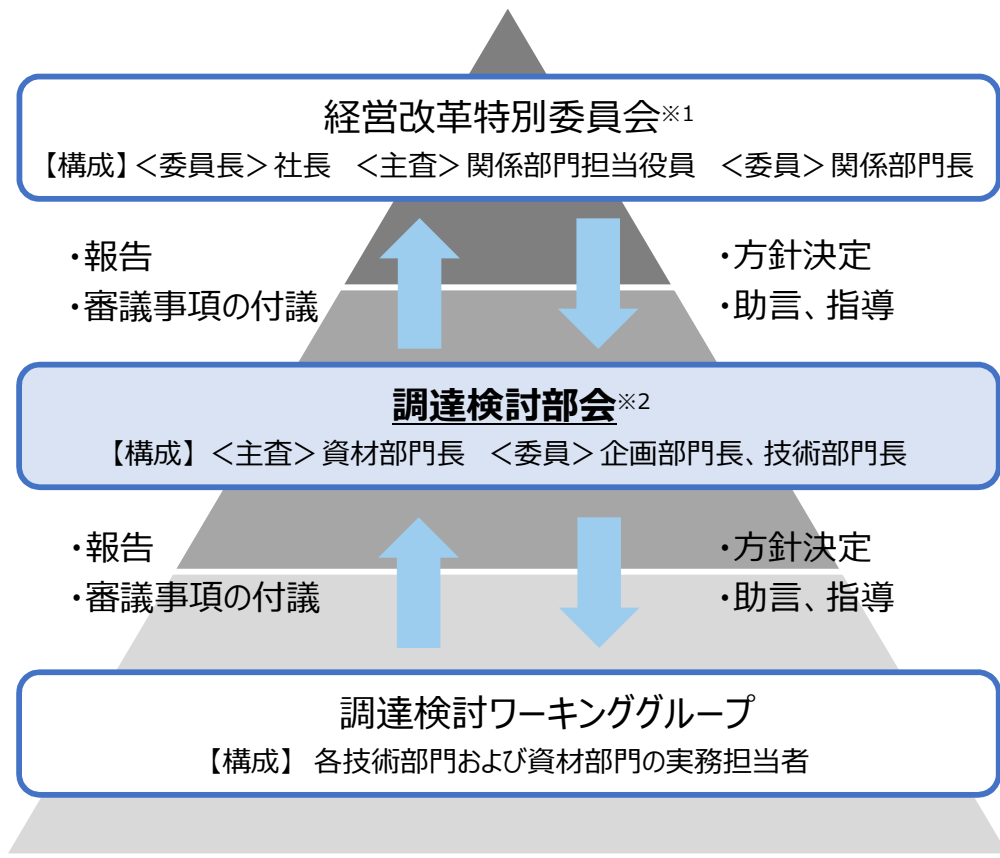 経営改革特別委員会※1
【構成】＜委員長＞社長 ＜主査＞関係部門担当役員 ＜委員＞関係部門長
・報告
・審議事項の付議
・方針決定
・助言、指導
調達検討部会※2
【構成】＜主査＞資材部門長 ＜委員＞企画部門長、技術部門長
・報告
・審議事項の付議
・方針決定
・助言、指導
調達検討ワーキンググループ
【構成】 各技術部門および資材部門の実務担当者